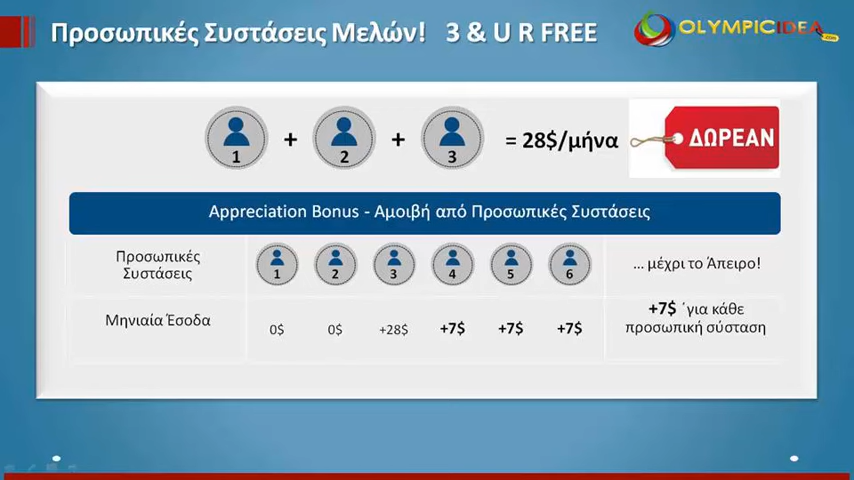 Προσωπικές Συστάσεις Μελών!   3 & U R FREE
OLYMPICIDEA
.com
1 + 2 + 3 = 28$/μήνα
ΔΩΡΕΑΝ
Appreciation Bonus - Αμοιβή από Προσωπικές Συστάσεις
Προσωπικές
Συστάσεις
1 2 3 4 5 6
... μέχρι το Άπειρο!
Μηνιαία Έσοδα
0$ 0$ +28$ +7$ +7$ +7$
+7$ ΄για κάθε
προσωπική σύσταση